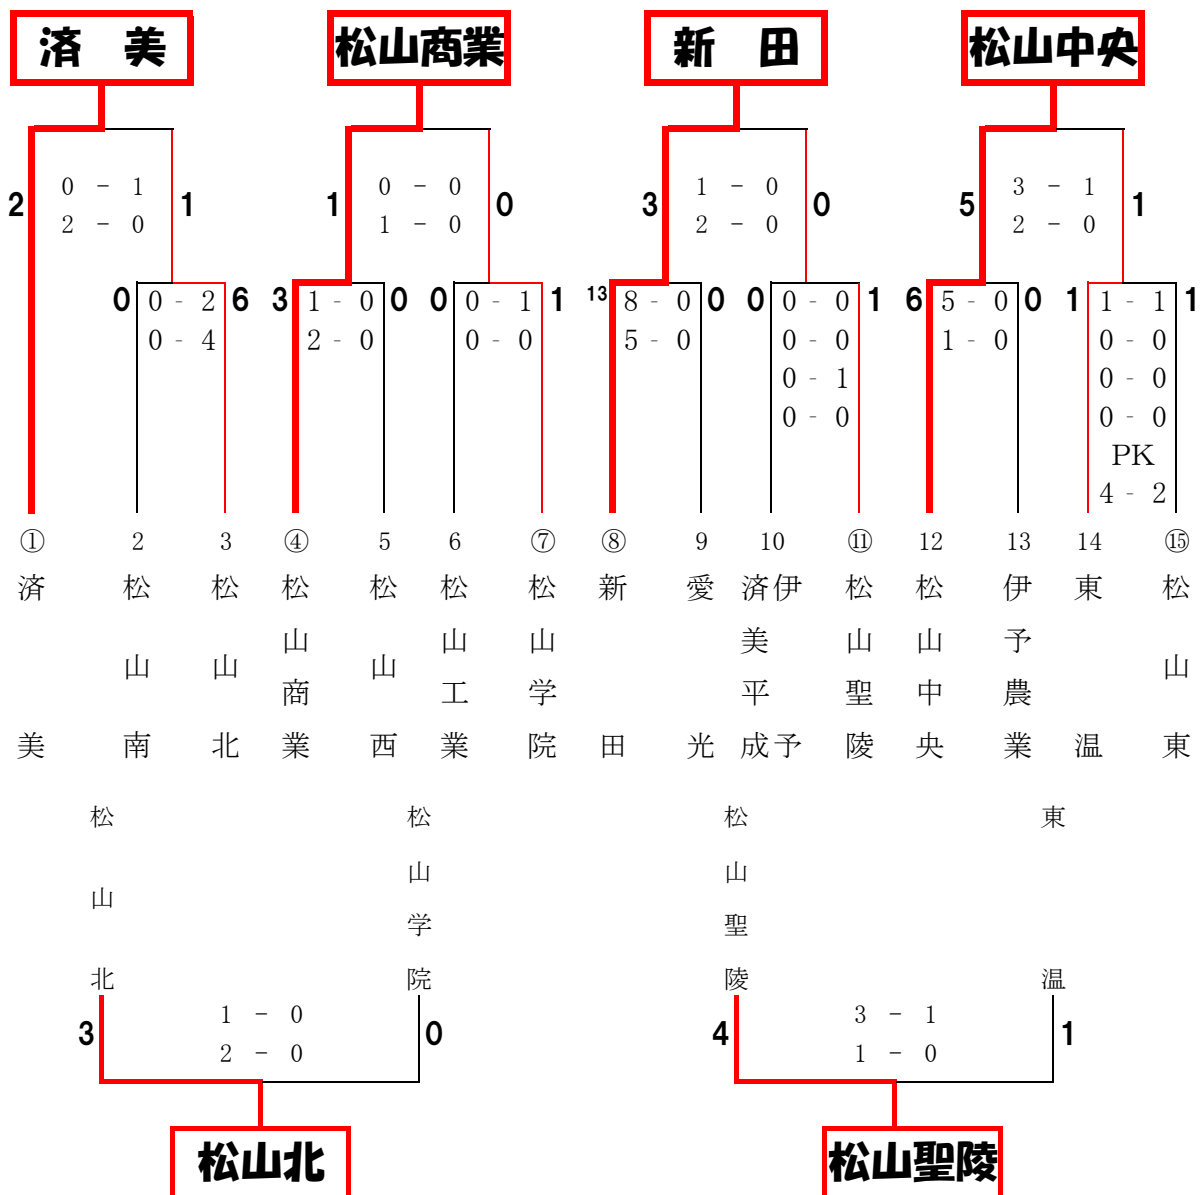 済 美
松山商業
新 田
松山中央
2
0 - 1
2 - 0
1
1
0 - 0
1 - 0
0
3
1 - 0
2 - 0
0
5
3 - 1
2 - 0
1
0
0 - 2
0 - 4
6
3
1 - 0
2 - 0
0
0
0 - 1
0 - 0
1
13
8 - 0
5 - 0
0
0
0 - 0
0 - 0
0 - 1
0 - 0
1
6
5 - 0
1 - 0
0
1
1 - 1
0 - 0
0 - 0
0 - 0
PK
4 - 2
1
① 2 3 ④ 5 6 ⑦ ⑧ 9 10 ⑪ 12 13 14 ⑮
済美
松山南
松山北
松山商業
松山西
松山工業
松山学院
新田
愛光
伊予
済美平成
松山聖陵
松山中央
伊予農業
東温
松山東
松山北
松山学院
松山聖陵
東温
3
1 - 0
2 - 0
0
4
3 - 1
1 - 0
1
松山北
松山聖陵